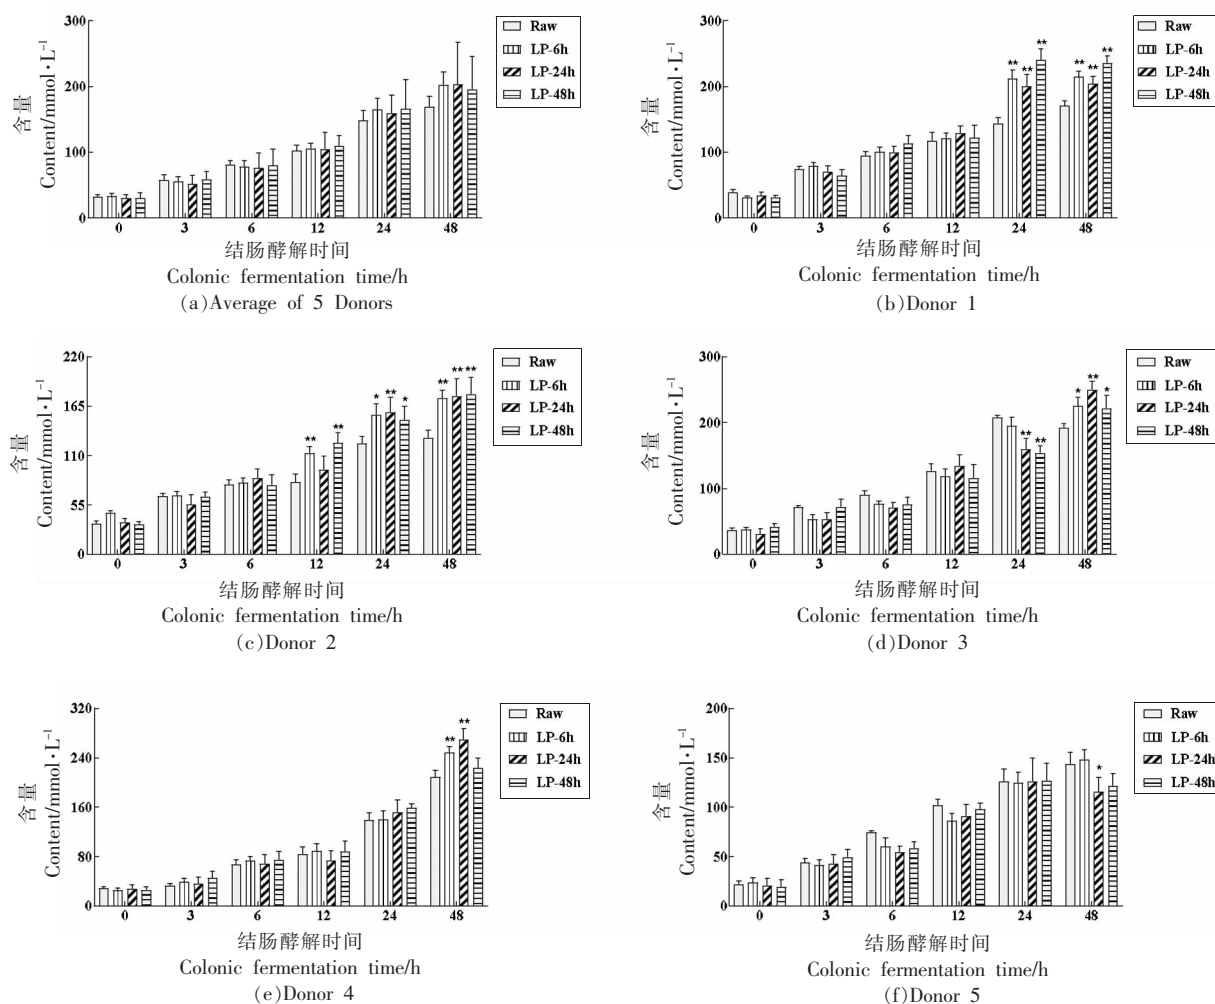 300
200
100
0
含量
Content/mmol·L⁻¹
Raw
LP-6h
LP-24h
LP-48h
0 3 6 12 24 48
结肠酵解时间
Colonic fermentation time/h
(a)Average of 5 Donors
300
200
100
0
含量
Content/mmol·L⁻¹
Raw
LP-6h
LP-24h
LP-48h
** ** ** ** ** **
0 3 6 12 24 48
结肠酵解时间
Colonic fermentation time/h
(b)Donor 1
220
165
110
55
0
含量
Content/mmol·L⁻¹
Raw
LP-6h
LP-24h
LP-48h
** ** * ** * ** ** **
0 3 6 12 24 48
结肠酵解时间
Colonic fermentation time/h
(c)Donor 2
300
200
100
0
含量
Content/mmol·L⁻¹
Raw
LP-6h
LP-24h
LP-48h
** ** * ** *
0 3 6 12 24 48
结肠酵解时间
Colonic fermentation time/h
(d)Donor 3
320
240
160
80
0
含量
Content/mmol·L⁻¹
Raw
LP-6h
LP-24h
LP-48h
** **
0 3 6 12 24 48
结肠酵解时间
Colonic fermentation time/h
(e)Donor 4
200
150
100
50
0
含量
Content/mmol·L⁻¹
Raw
LP-6h
LP-24h
LP-48h
*
0 3 6 12 24 48
结肠酵解时间
Colonic fermentation time/h
(f)Donor 5